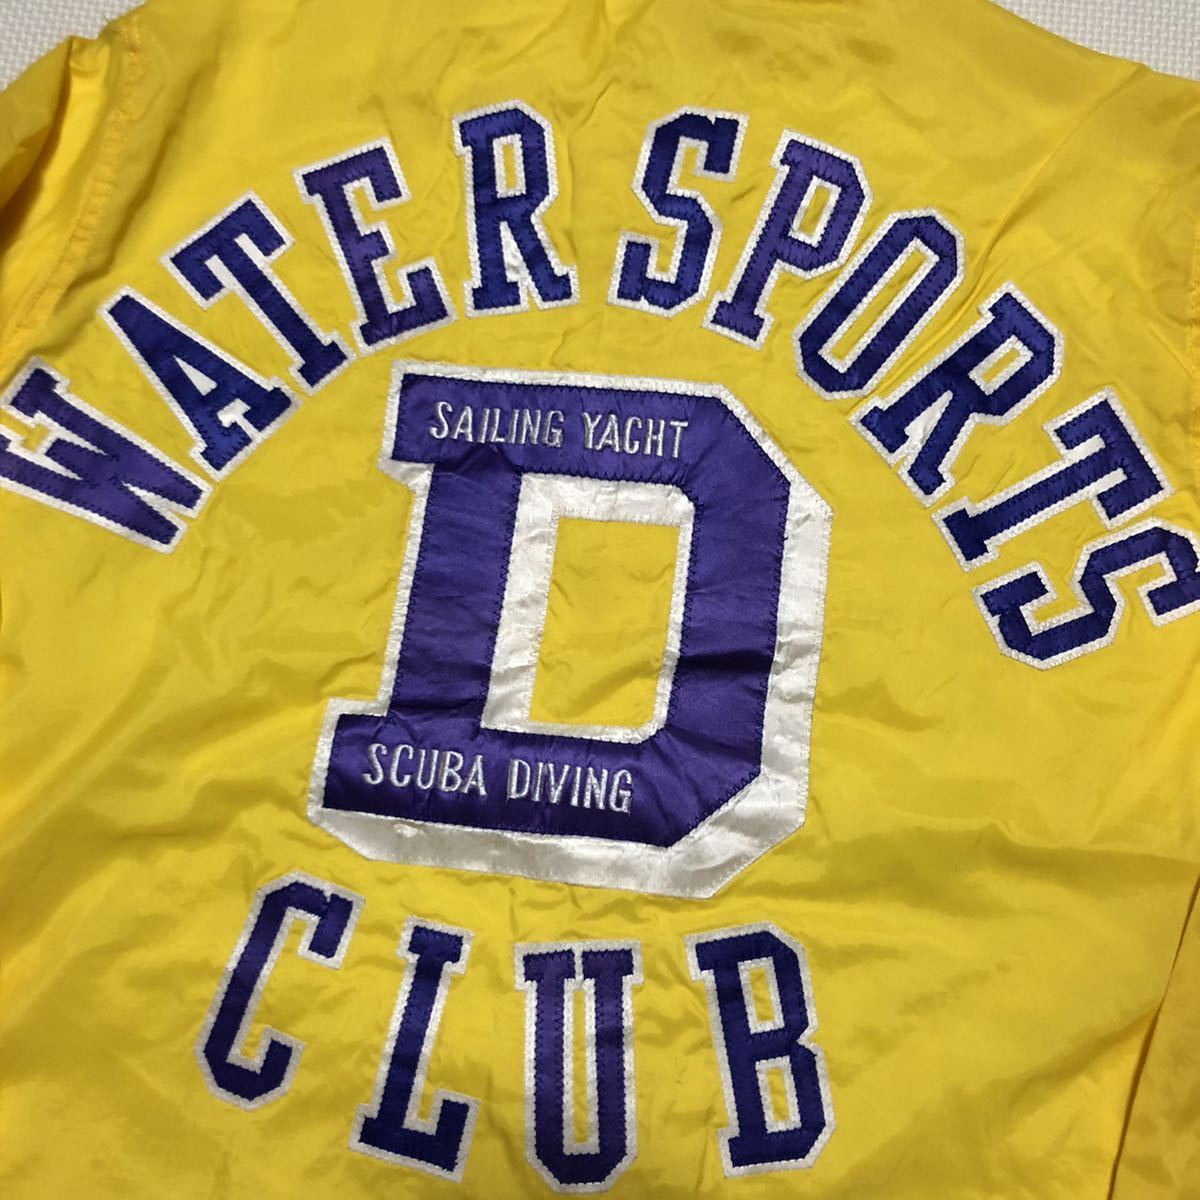 WATER SPORTS
SAILING YACHT
D
SCUBA DIVING
CLUB